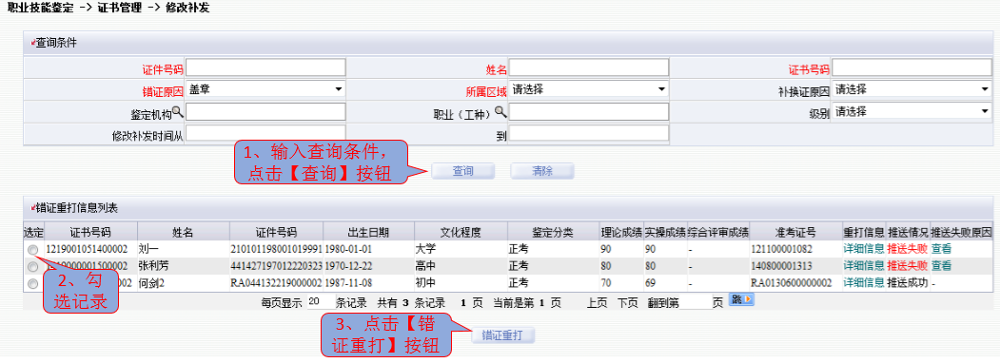 职业技能鉴定 -> 证书管理 -> 修改补发
查询条件
证件号码 姓名 证书号码
错证原因 盖章 所属区域 请选择 补换证原因 请选择
鉴定机构 职业（工种） 级别 请选择
修改补发时间从 到
1、输入查询条件，
点击【查询】按钮
查询 清除
错证重打信息列表
选定 证书号码 姓名 证件号码 出生日期 文化程度 鉴定分类 理论成绩 实操成绩 综合评审成绩 准考证号 重打信息 推送情况 推送失败原因
1219001051400002 刘一 210101198001019991 1980-01-01 大学 正考 90 90 - 121100001082 详细信息 推送失败 查看
000001500002 张利芳 441427197012220323 1970-12-22 高中 正考 80 80 - 140800001313 详细信息 推送失败 查看
0002 何剑2 RA044132219000002 1987-11-08 初中 正考 70 69 - RA0130600000002 详细信息 推送成功 -
2、勾
选记录
每页显示 20 条记录 共有 3 条记录 1 页 当前是第 1 页 上页 下页 翻到第 页 跳
3、点击【错
证重打】按钮
错证重打